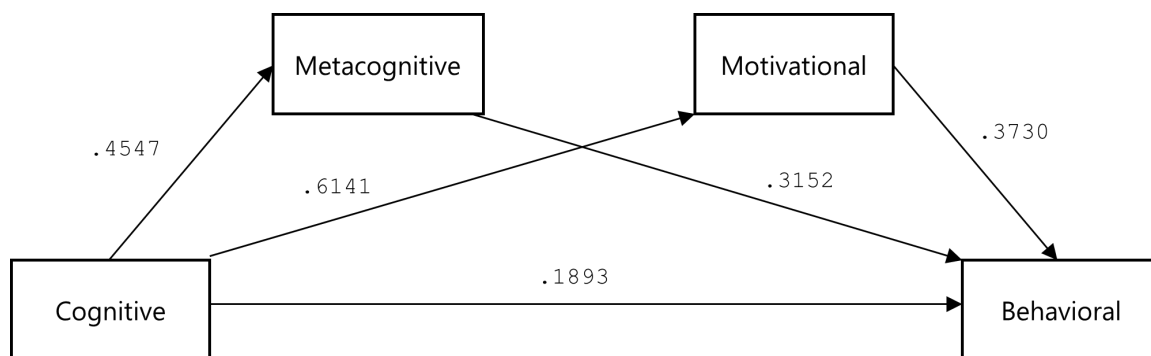 Metacognitive
Motivational
.4547
.6141
.3152
.3730
.1893
Cognitive
Behavioral